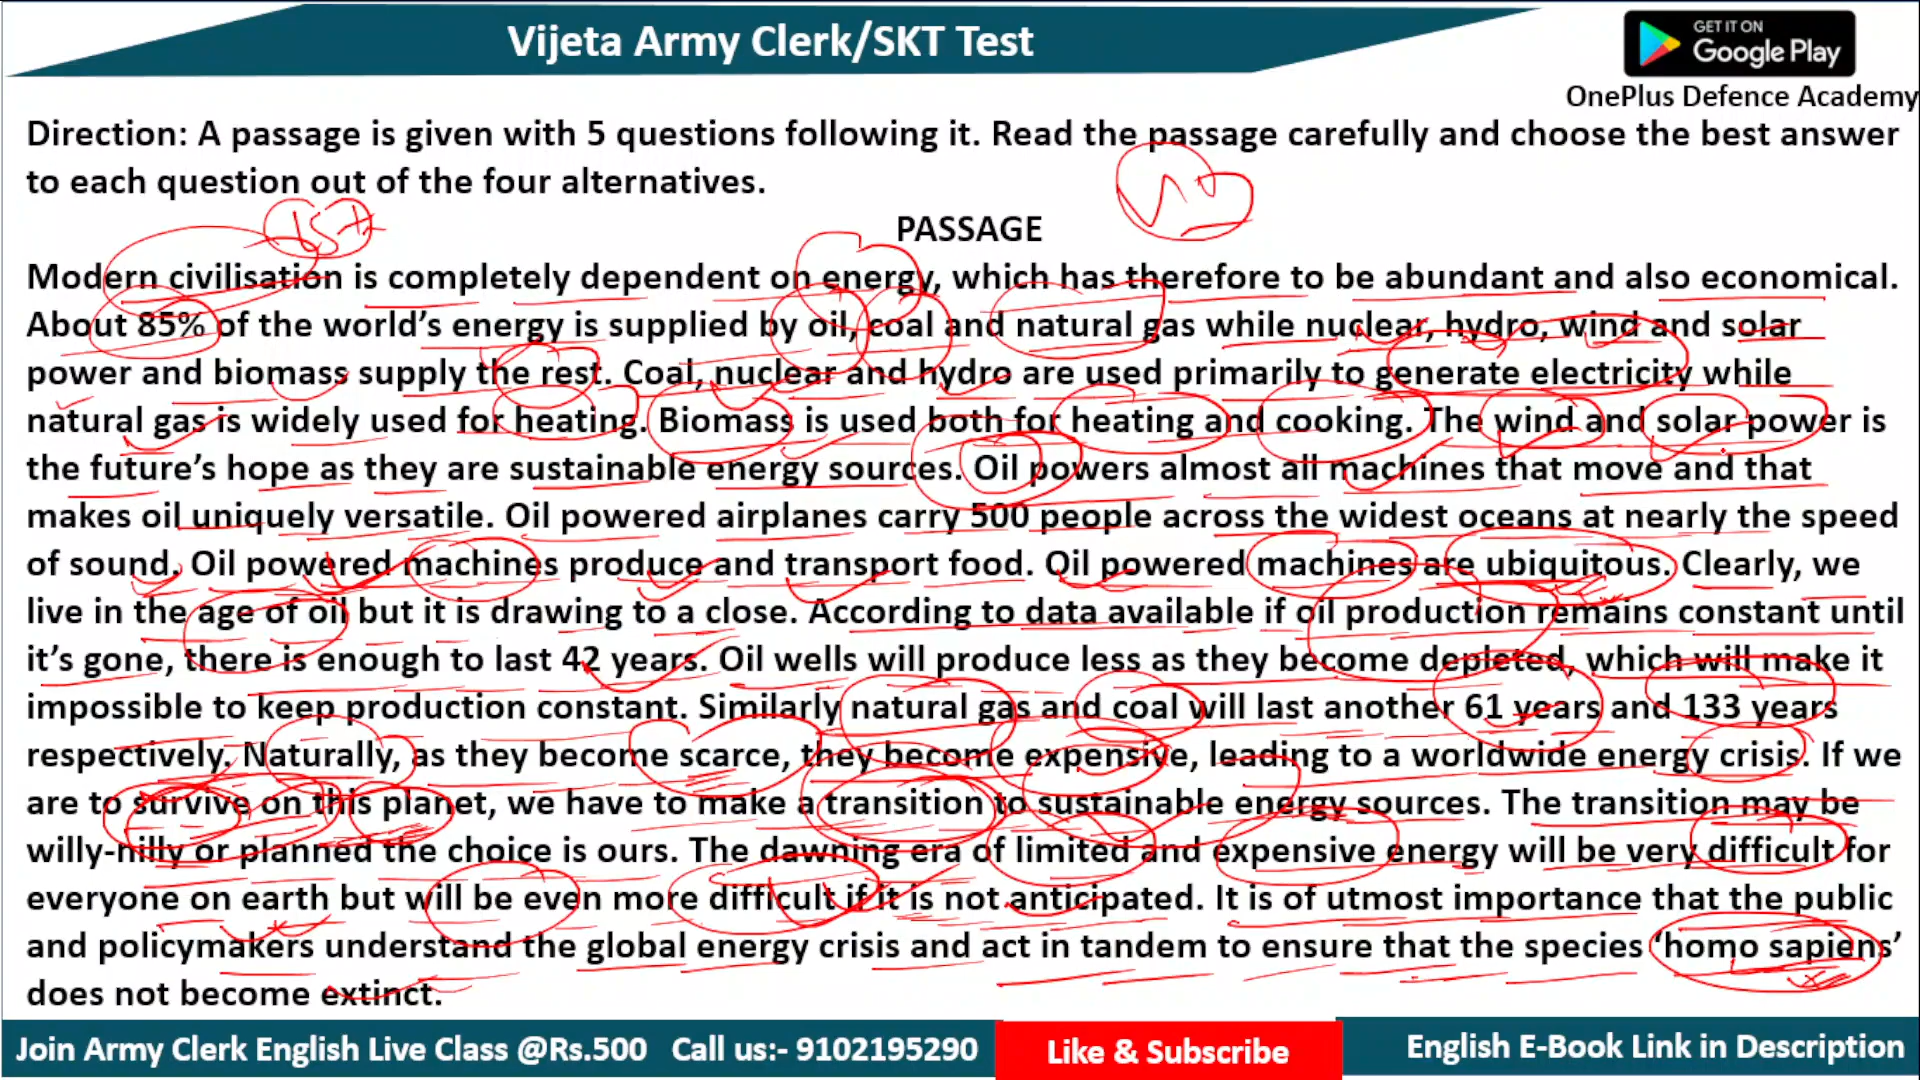 Vijeta Army Clerk/SKT Test
GET IT ON
Google Play
OnePlus Defence Academy
Direction: A passage is given with 5 questions following it. Read the passage carefully and choose the best answer
to each question out of the four alternatives.
PASSAGE
Modern civilisation is completely dependent on energy, which has therefore to be abundant and also economical.
About 85% of the world's energy is supplied by oil, coal and natural gas while nuclear, hydro, wind and solar
power and biomass supply the rest. Coal, nuclear and hydro are used primarily to generate electricity while
natural gas is widely used for heating. Biomass is used both for heating and cooking. The wind and solar power is
the future's hope as they are sustainable energy sources. Oil powers almost all machines that move and that
makes oil uniquely versatile. Oil powered airplanes carry 500 people across the widest oceans at nearly the speed
of sound. Oil powered machines produce and transport food. Oil powered machines are ubiquitous. Clearly, we
live in the age of oil but it is drawing to a close. According to data available if oil production remains constant until
it's gone, there is enough to last 42 years. Oil wells will produce less as they become depleted, which will make it
impossible to keep production constant. Similarly natural gas and coal will last another 61 years and 133 years
respectively. Naturally, as they become scarce, they become expensive, leading to a worldwide energy crisis. If we
are to survive on this planet, we have to make a transition to sustainable energy sources. The transition may be
willy-nilly or planned the choice is ours. The dawning era of limited and expensive energy will be very difficult for
everyone on earth but will be even more difficult if it is not anticipated. It is of utmost importance that the public
and policymakers understand the global energy crisis and act in tandem to ensure that the species 'homo sapiens'
does not become extinct.
Join Army Clerk English Live Class @Rs.500 Call us:- 9102195290
Like & Subscribe
English E-Book Link in Description